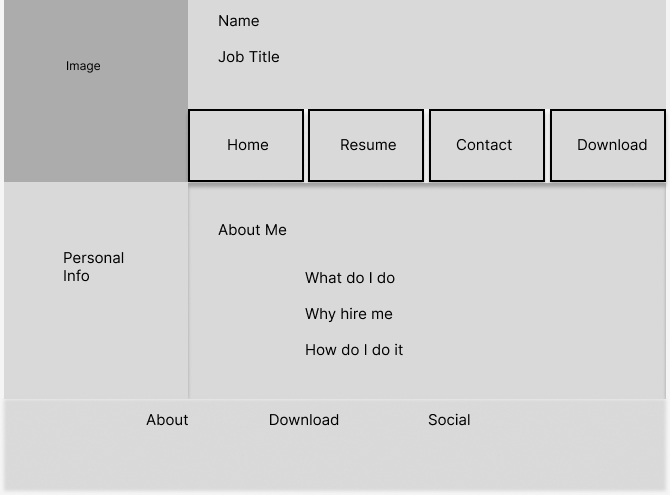 Name
Image
Job Title
Home
Resume
Contact
Download
About Me
Personal
Info
What do I do
Why hire me
How do I do it
About
Download
Social